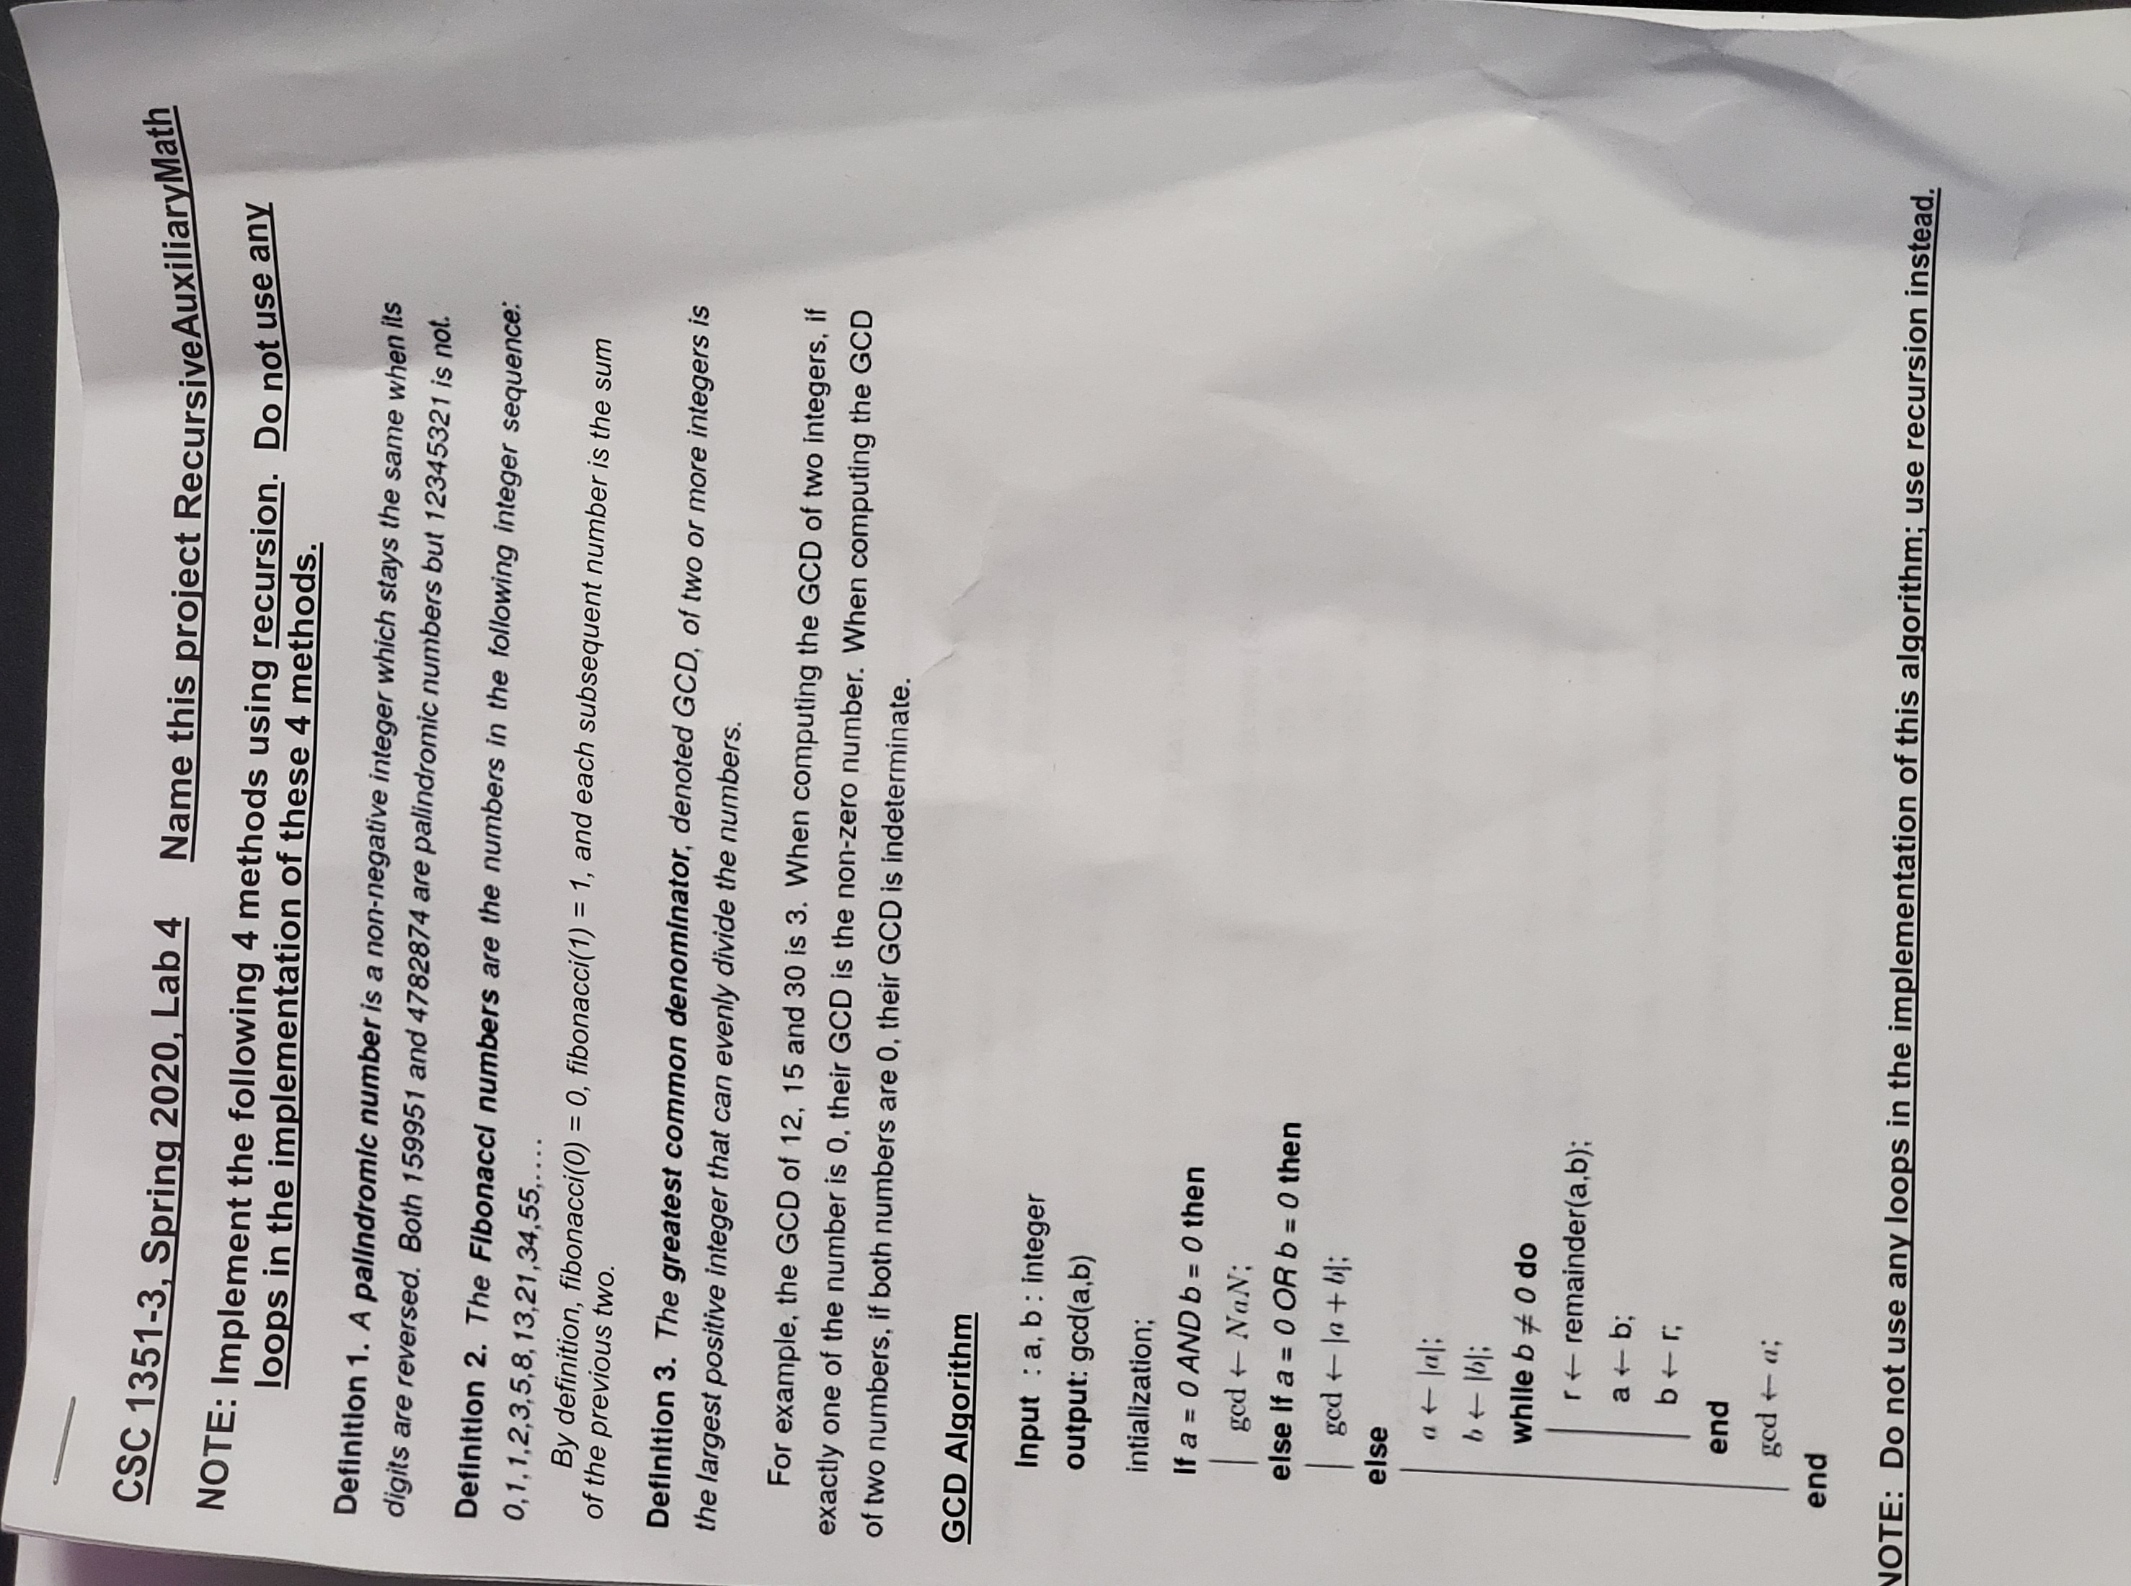 CSC 1351-3, Spring 2020, Lab 4 Name this project RecursiveAuxiliaryMath
NOTE: Implement the following 4 methods using recursion. Do not use any
loops in the implementation of these 4 methods.
Definition 1. A palindromic number is a non-negative integer which stays the same when its
digits are reversed. Both 159951 and 4782874 are palindromic numbers but 12345321 is not.
Definition 2. The Fibonacci numbers are the numbers in the following integer sequence:
0,1,1,2,3,5,8,13,21,34,55,....
By definition, fibonacci(0) = 0, fibonacci(1) = 1, and each subsequent number is the sum
of the previous two.
Definition 3. The greatest common denominator, denoted GCD, of two or more integers is
the largest positive integer that can evenly divide the numbers.
For example, the GCD of 12, 15 and 30 is 3. When computing the GCD of two integers, if
exactly one of the number is 0, their GCD is the non-zero number. When computing the GCD
of two numbers, if both numbers are 0, their GCD is indeterminate.
GCD Algorithm
Input : a, b : integer
output: gcd(a,b)
intialization;
If a = 0 AND b = 0 then
gcd ← NaN;
else if a = 0 OR b = 0 then
gcd ← |a + b|;
else
a ← |a|;
b ← |b|;
while b ≠ 0 do
r ← remainder(a,b);
a ← b;
b ← r;
end
gcd ← a;
end
NOTE: Do not use any loops in the implementation of this algorithm; use recursion instead.